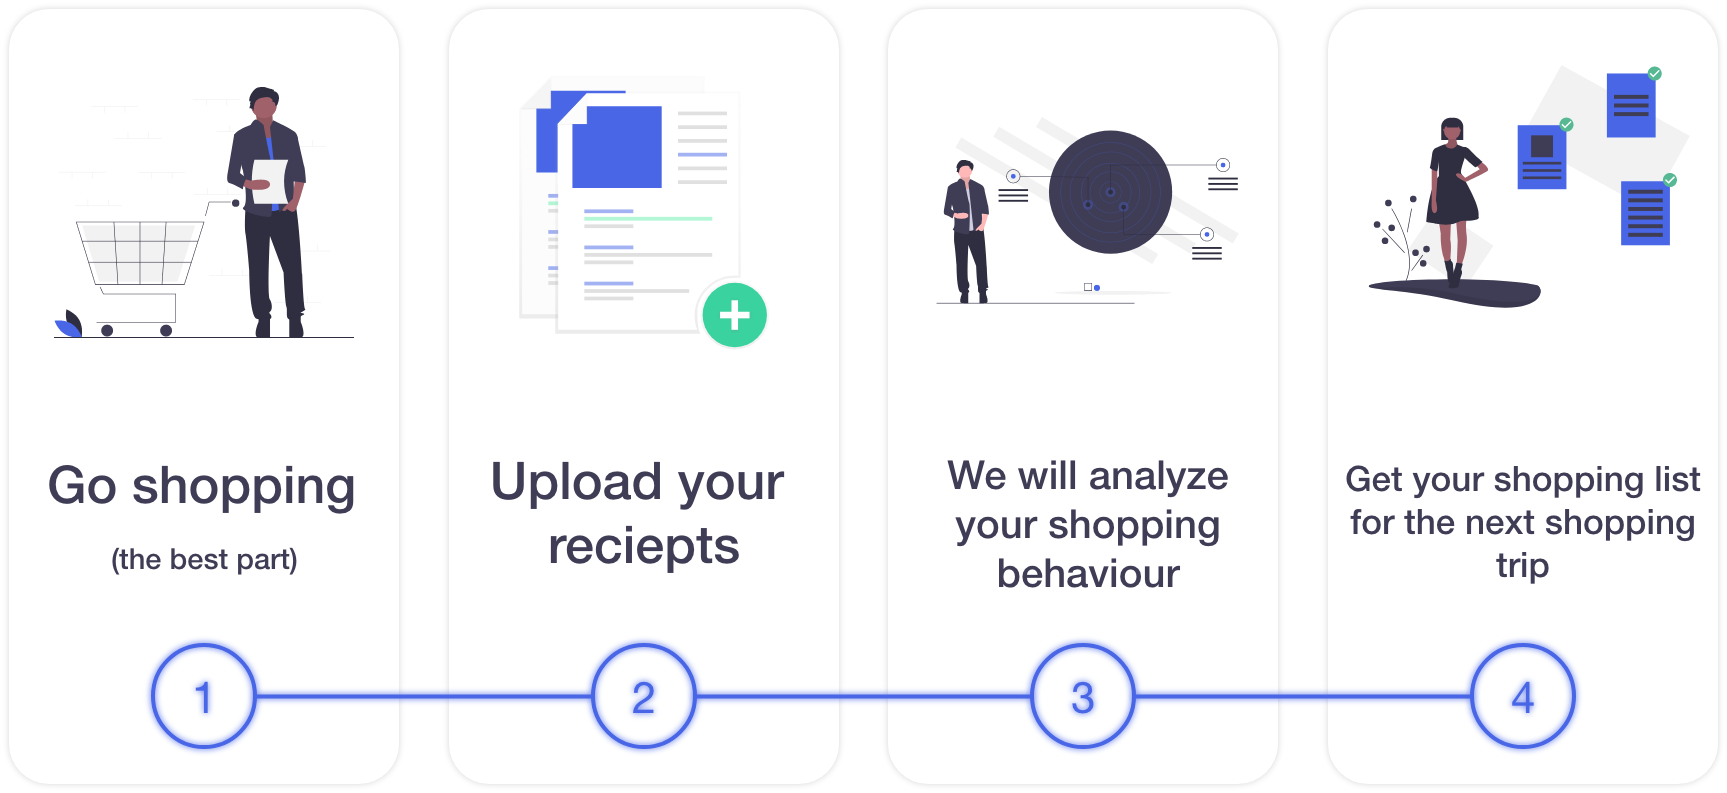 Go shopping
(the best part)
Upload your
reciepts
We will analyze
your shopping
behaviour
Get your shopping list
for the next shopping
trip
1
2
3
4